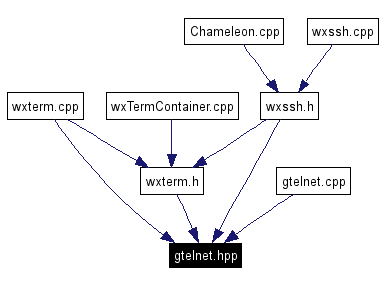 Chameleon.cpp
wxssh.cpp
wxterm.cpp
wxTermContainer.cpp
wxssh.h
wxterm.h
gtelnet.cpp
gtelnet.hpp